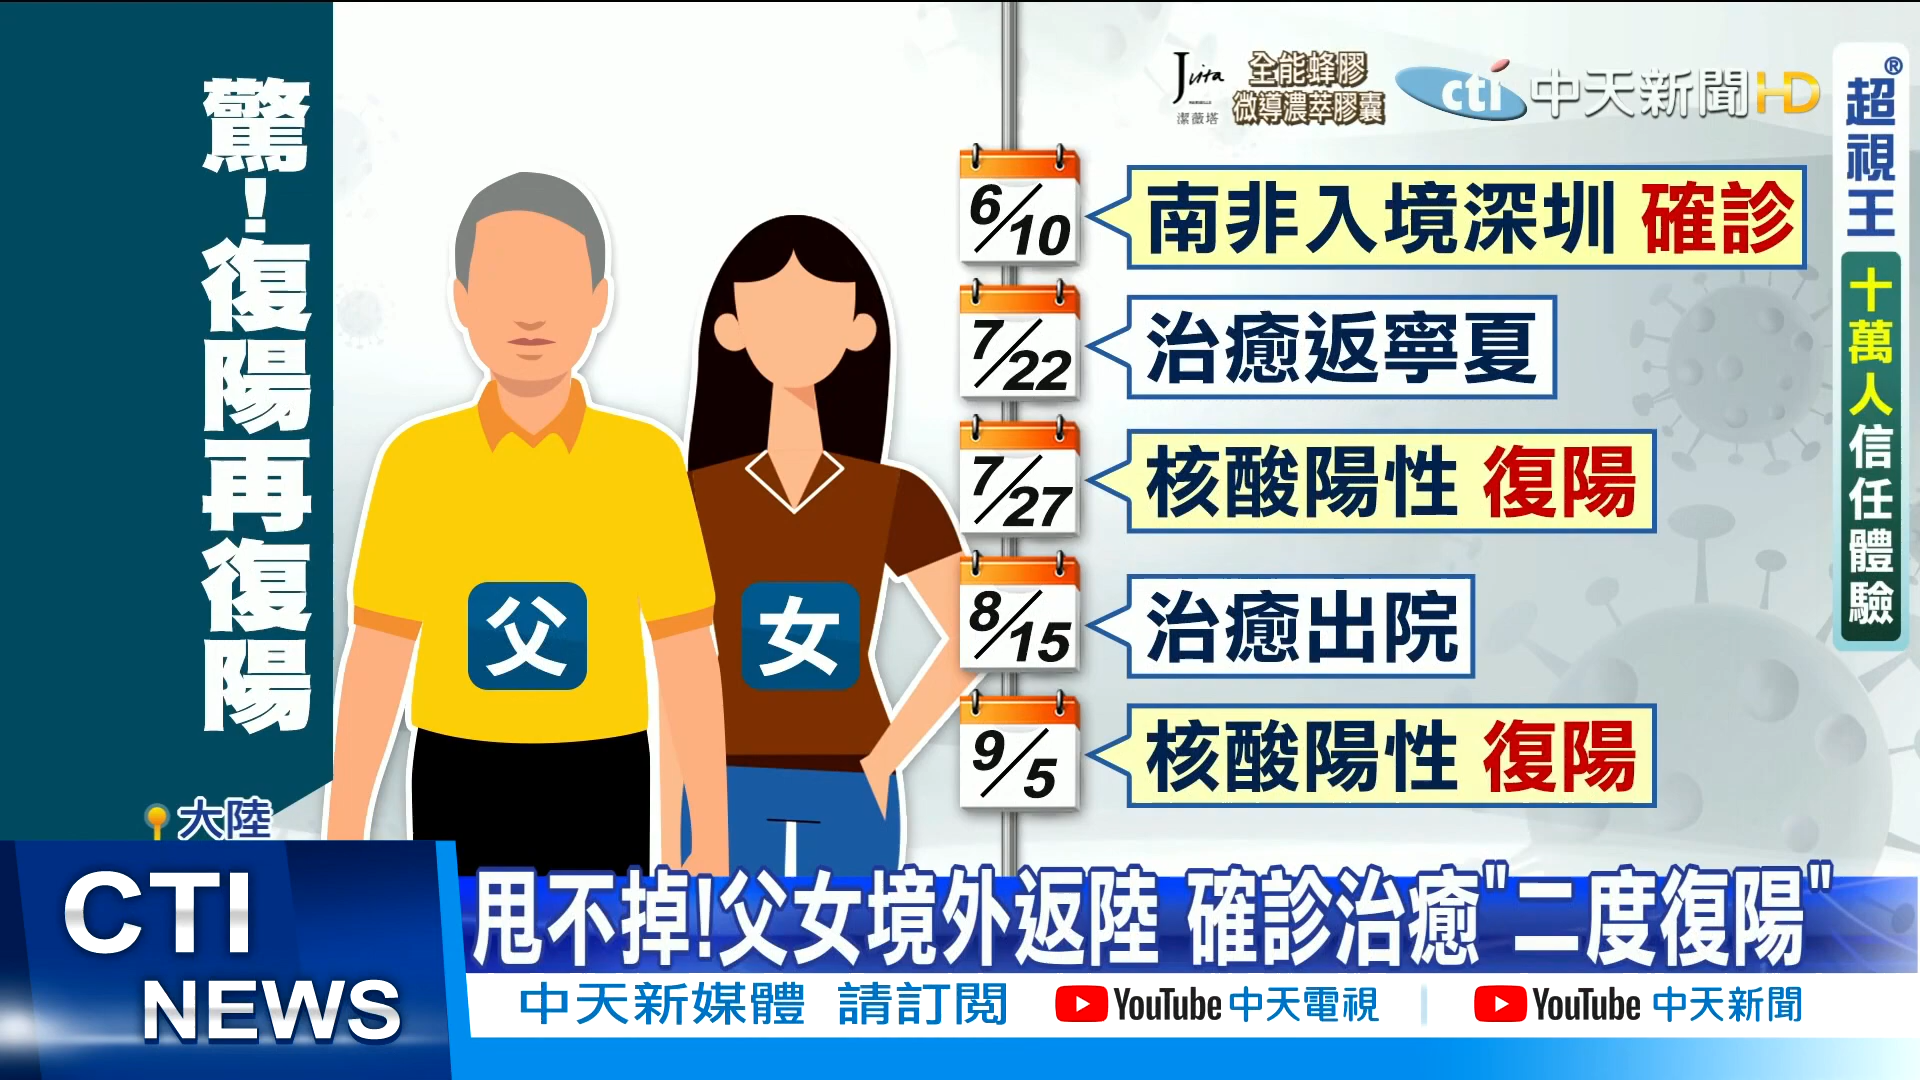 驚!復陽再復陽
Jvita
MARSEILLE
潔薇塔
全能蜂膠
微導濃萃膠囊
cti 中天新聞HD
超視王®
十萬人信任體驗
6/10 南非入境深圳 確診
7/22 治癒返寧夏
7/27 核酸陽性 復陽
8/15 治癒出院
9/5 核酸陽性 復陽
父
女
大陸
CTI
NEWS
甩不掉!父女境外返陸 確診治癒"二度復陽"
中天新媒體 請訂閱 YouTube 中天電視 | YouTube 中天新聞